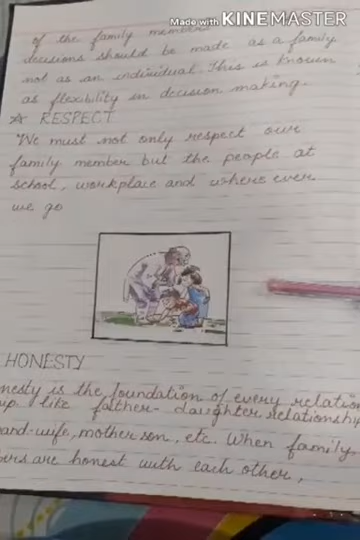 Made with KINEMASTER
of the family members
decisions should be made as a family
not as an individual. This is known
as flexibility in decision making.
☆ RESPECT
We must not only respect our
family member but the people at
school, workplace and where ever
we go
HONESTY
nesty is the foundation of every relation
ip like father-daughter relationship
and-wife, mother son, etc. When family
ers are honest with each other,